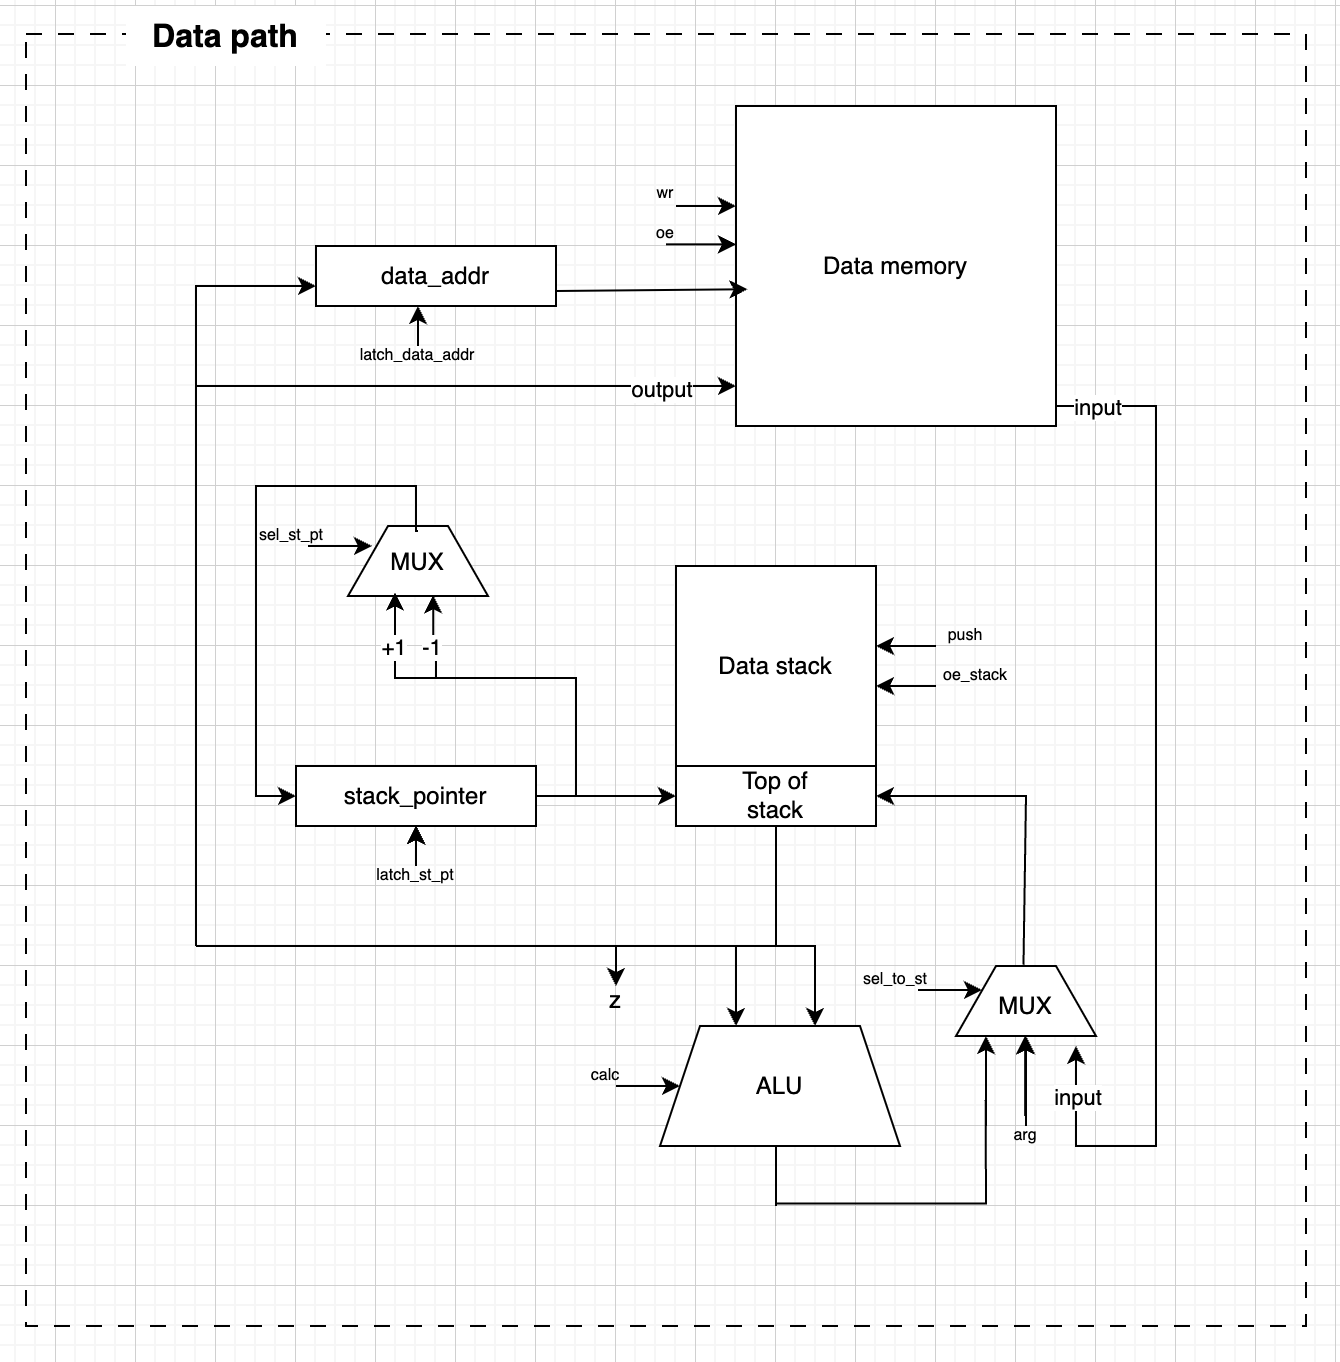 Data path
wr
oe
Data memory
data_addr
latch_data_addr
output
input
sel_st_pt
MUX
+1 -1
push
Data stack
oe_stack
stack_pointer
Top of
stack
latch_st_pt
sel_to_st
z
MUX
calc
ALU
input
arg